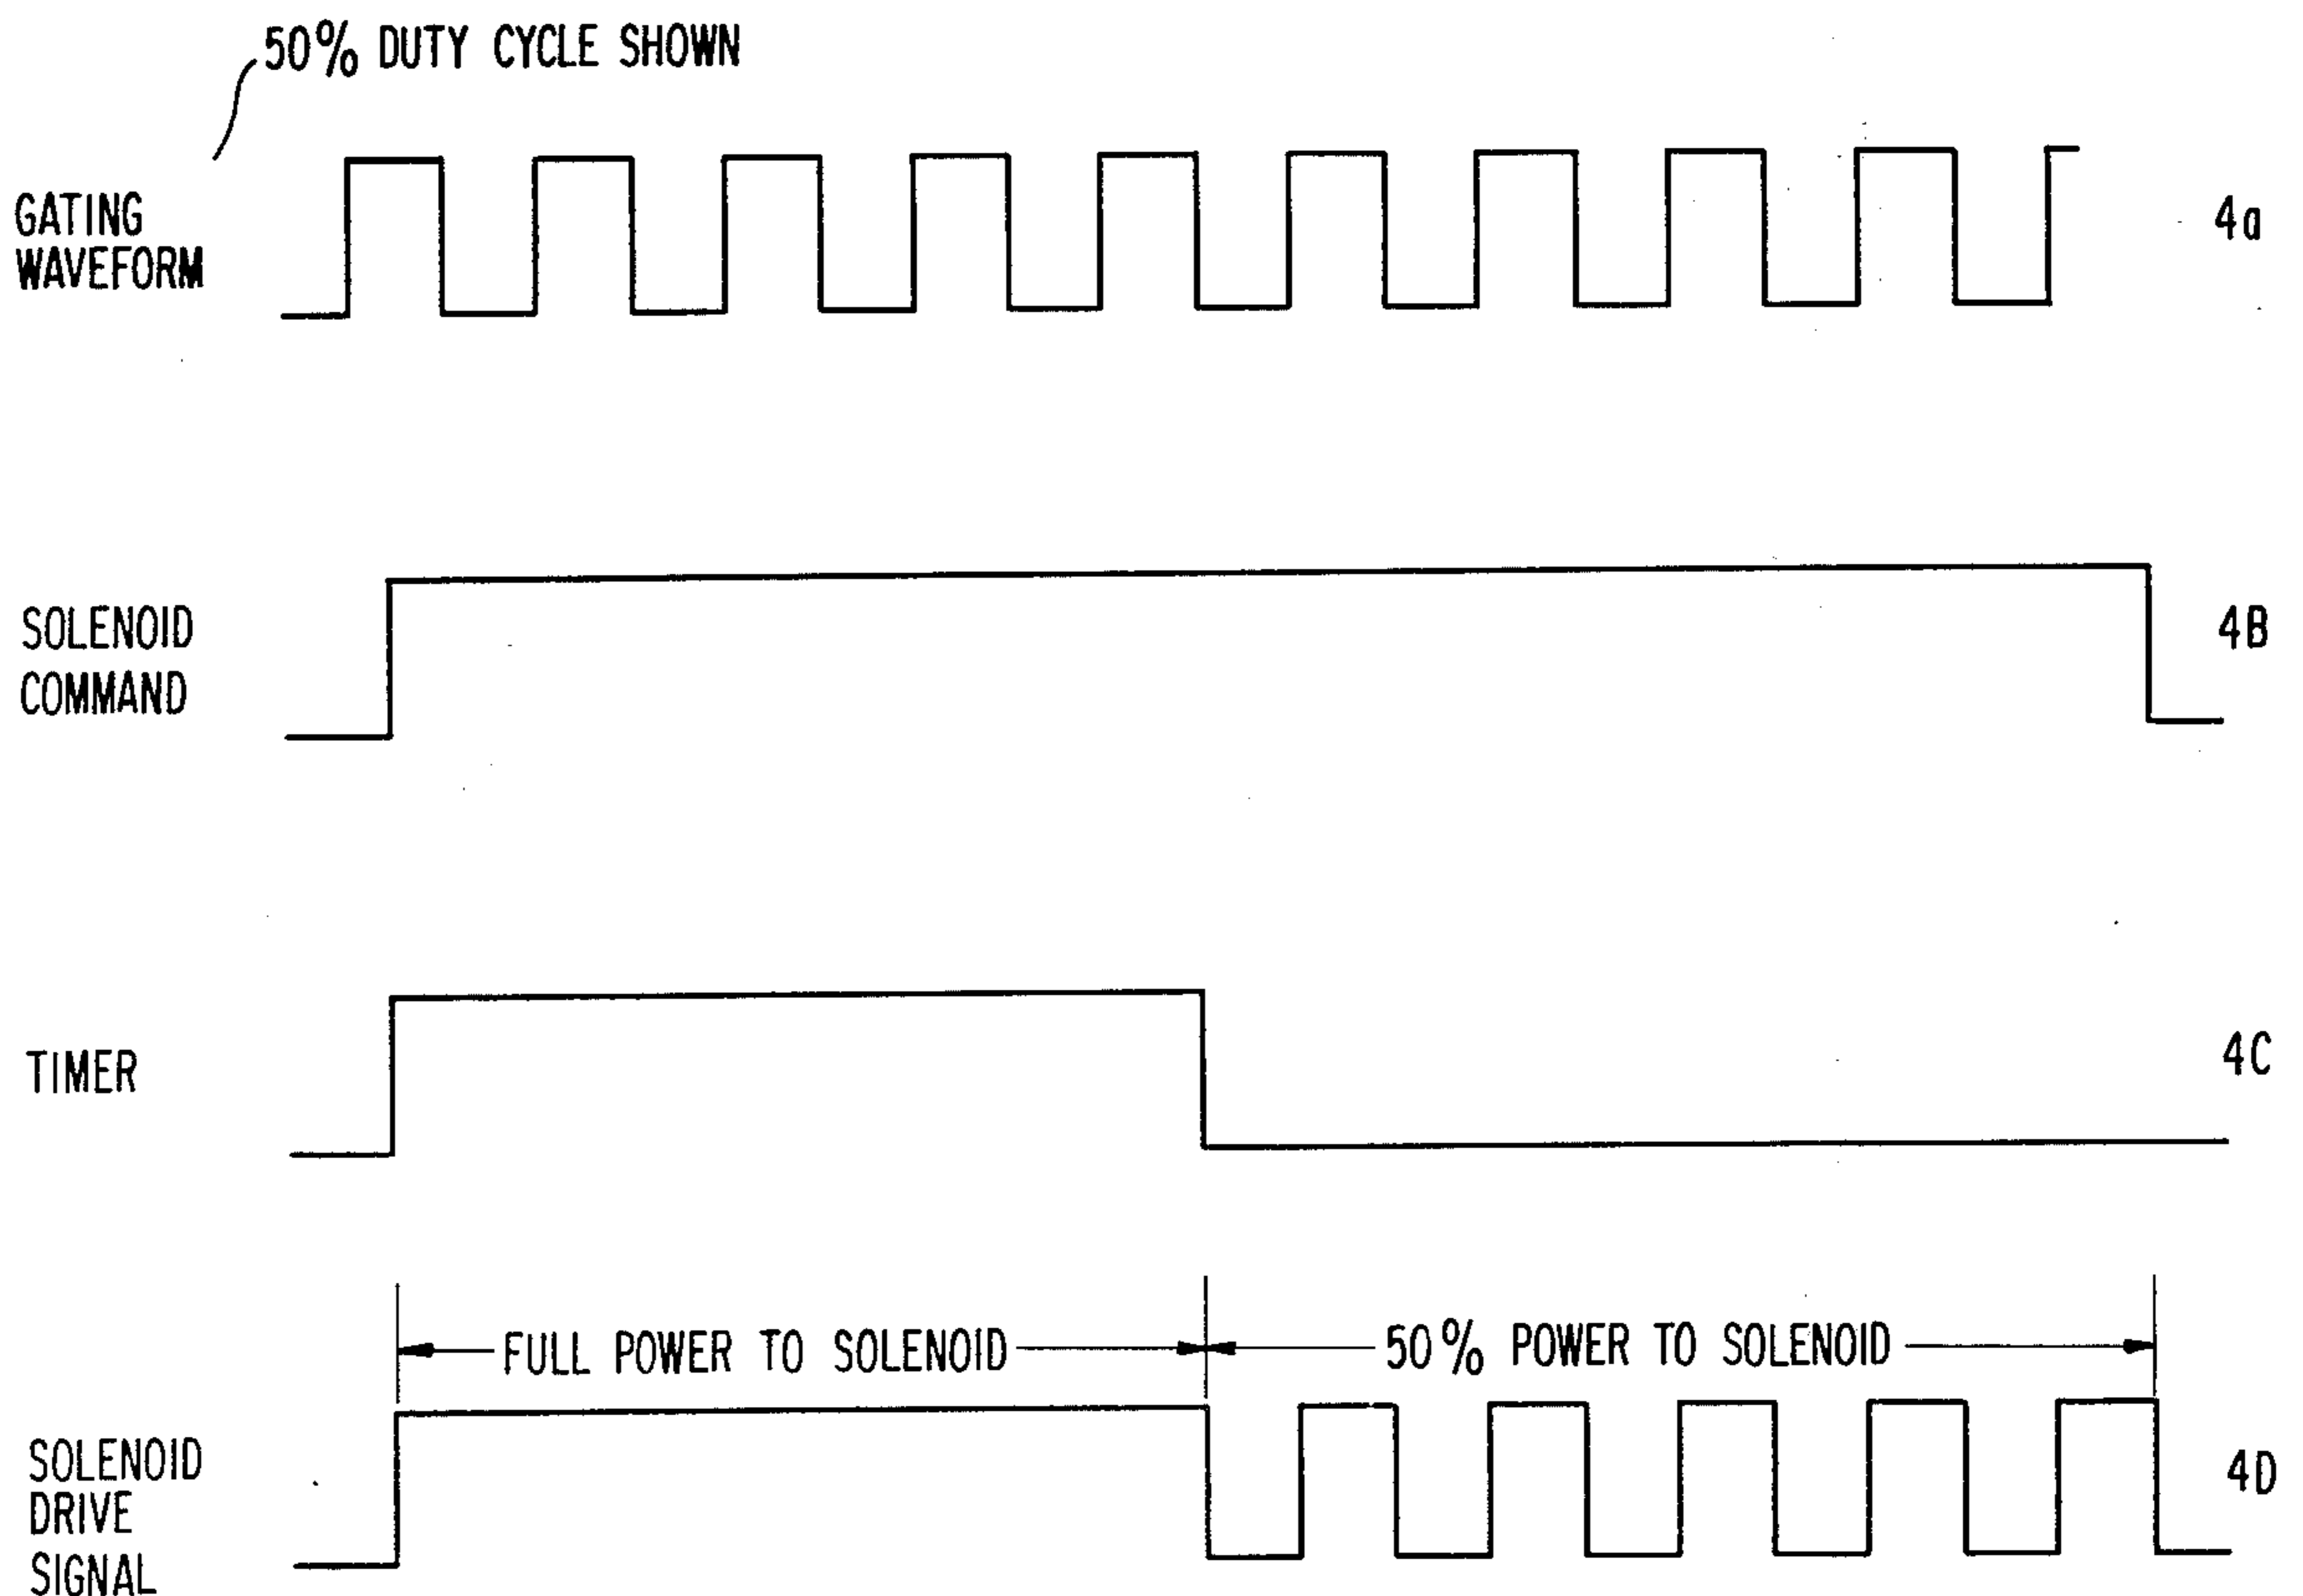 50% DUTY CYCLE SHOWN
GATING
WAVEFORM
4a
SOLENOID
COMMAND
4B
TIMER
4C
FULL POWER TO SOLENOID
50% POWER TO SOLENOID
SOLENOID
DRIVE
SIGNAL
4D